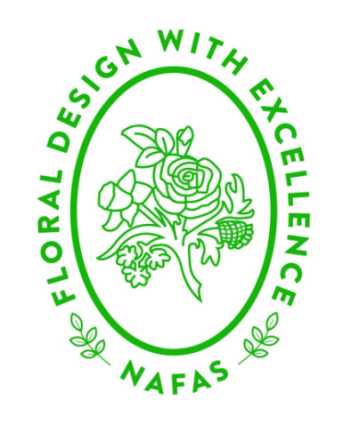 FLORAL DESIGN WITH EXCELLENCE
NAFAS